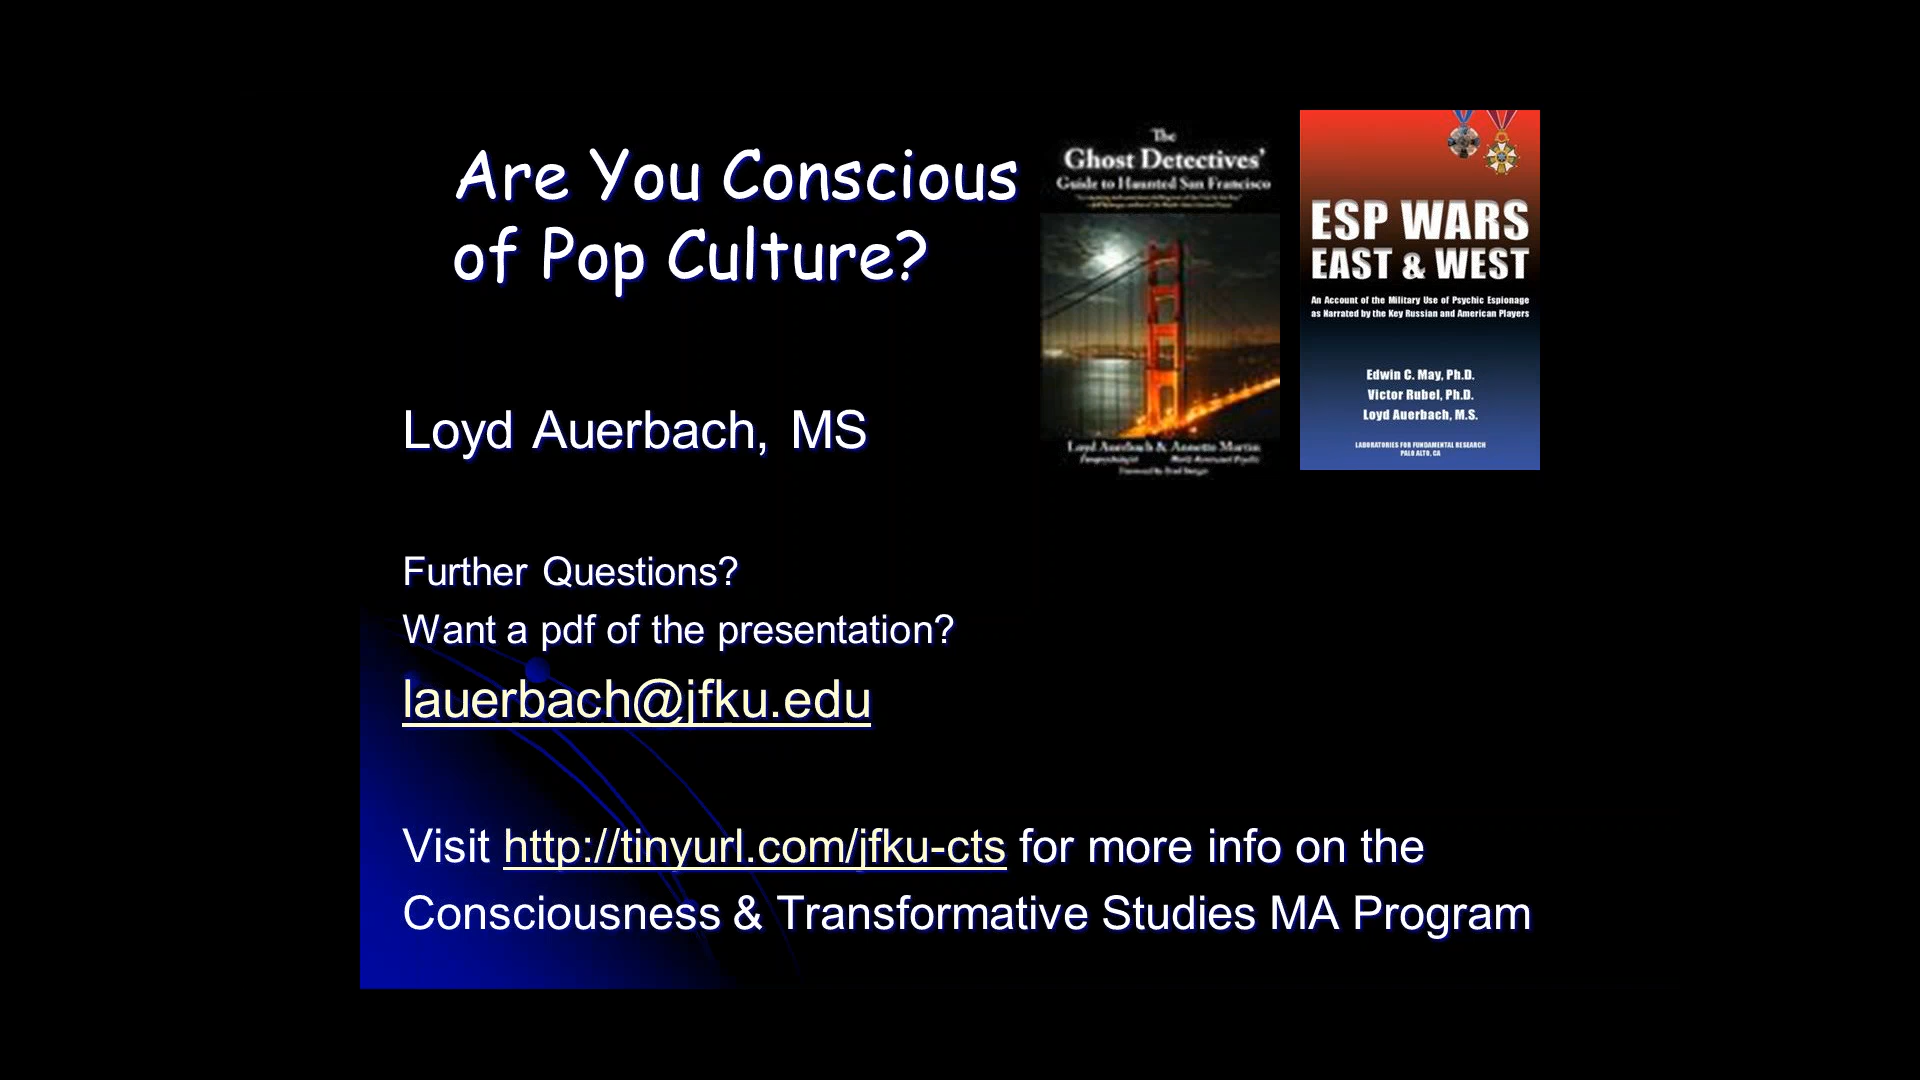 Are You Conscious
of Pop Culture?
The
Ghost Detectives'
Guide to Haunted San Francisco
Loyd Auerbach & Annette Martin
ESP WARS
EAST & WEST
An Account of the Military Use of Psychic Espionage
as Narrated by the Key Russian and American Players
Edwin C. May, Ph.D.
Victor Rubel, Ph.D.
Loyd Auerbach, M.S.
LABORATORIES FOR FUNDAMENTAL RESEARCH
PALO ALTO, CA
Loyd Auerbach, MS
Further Questions?
Want a pdf of the presentation?
lauerbach@jfku.edu
Visit http://tinyurl.com/jfku-cts for more info on the
Consciousness & Transformative Studies MA Program